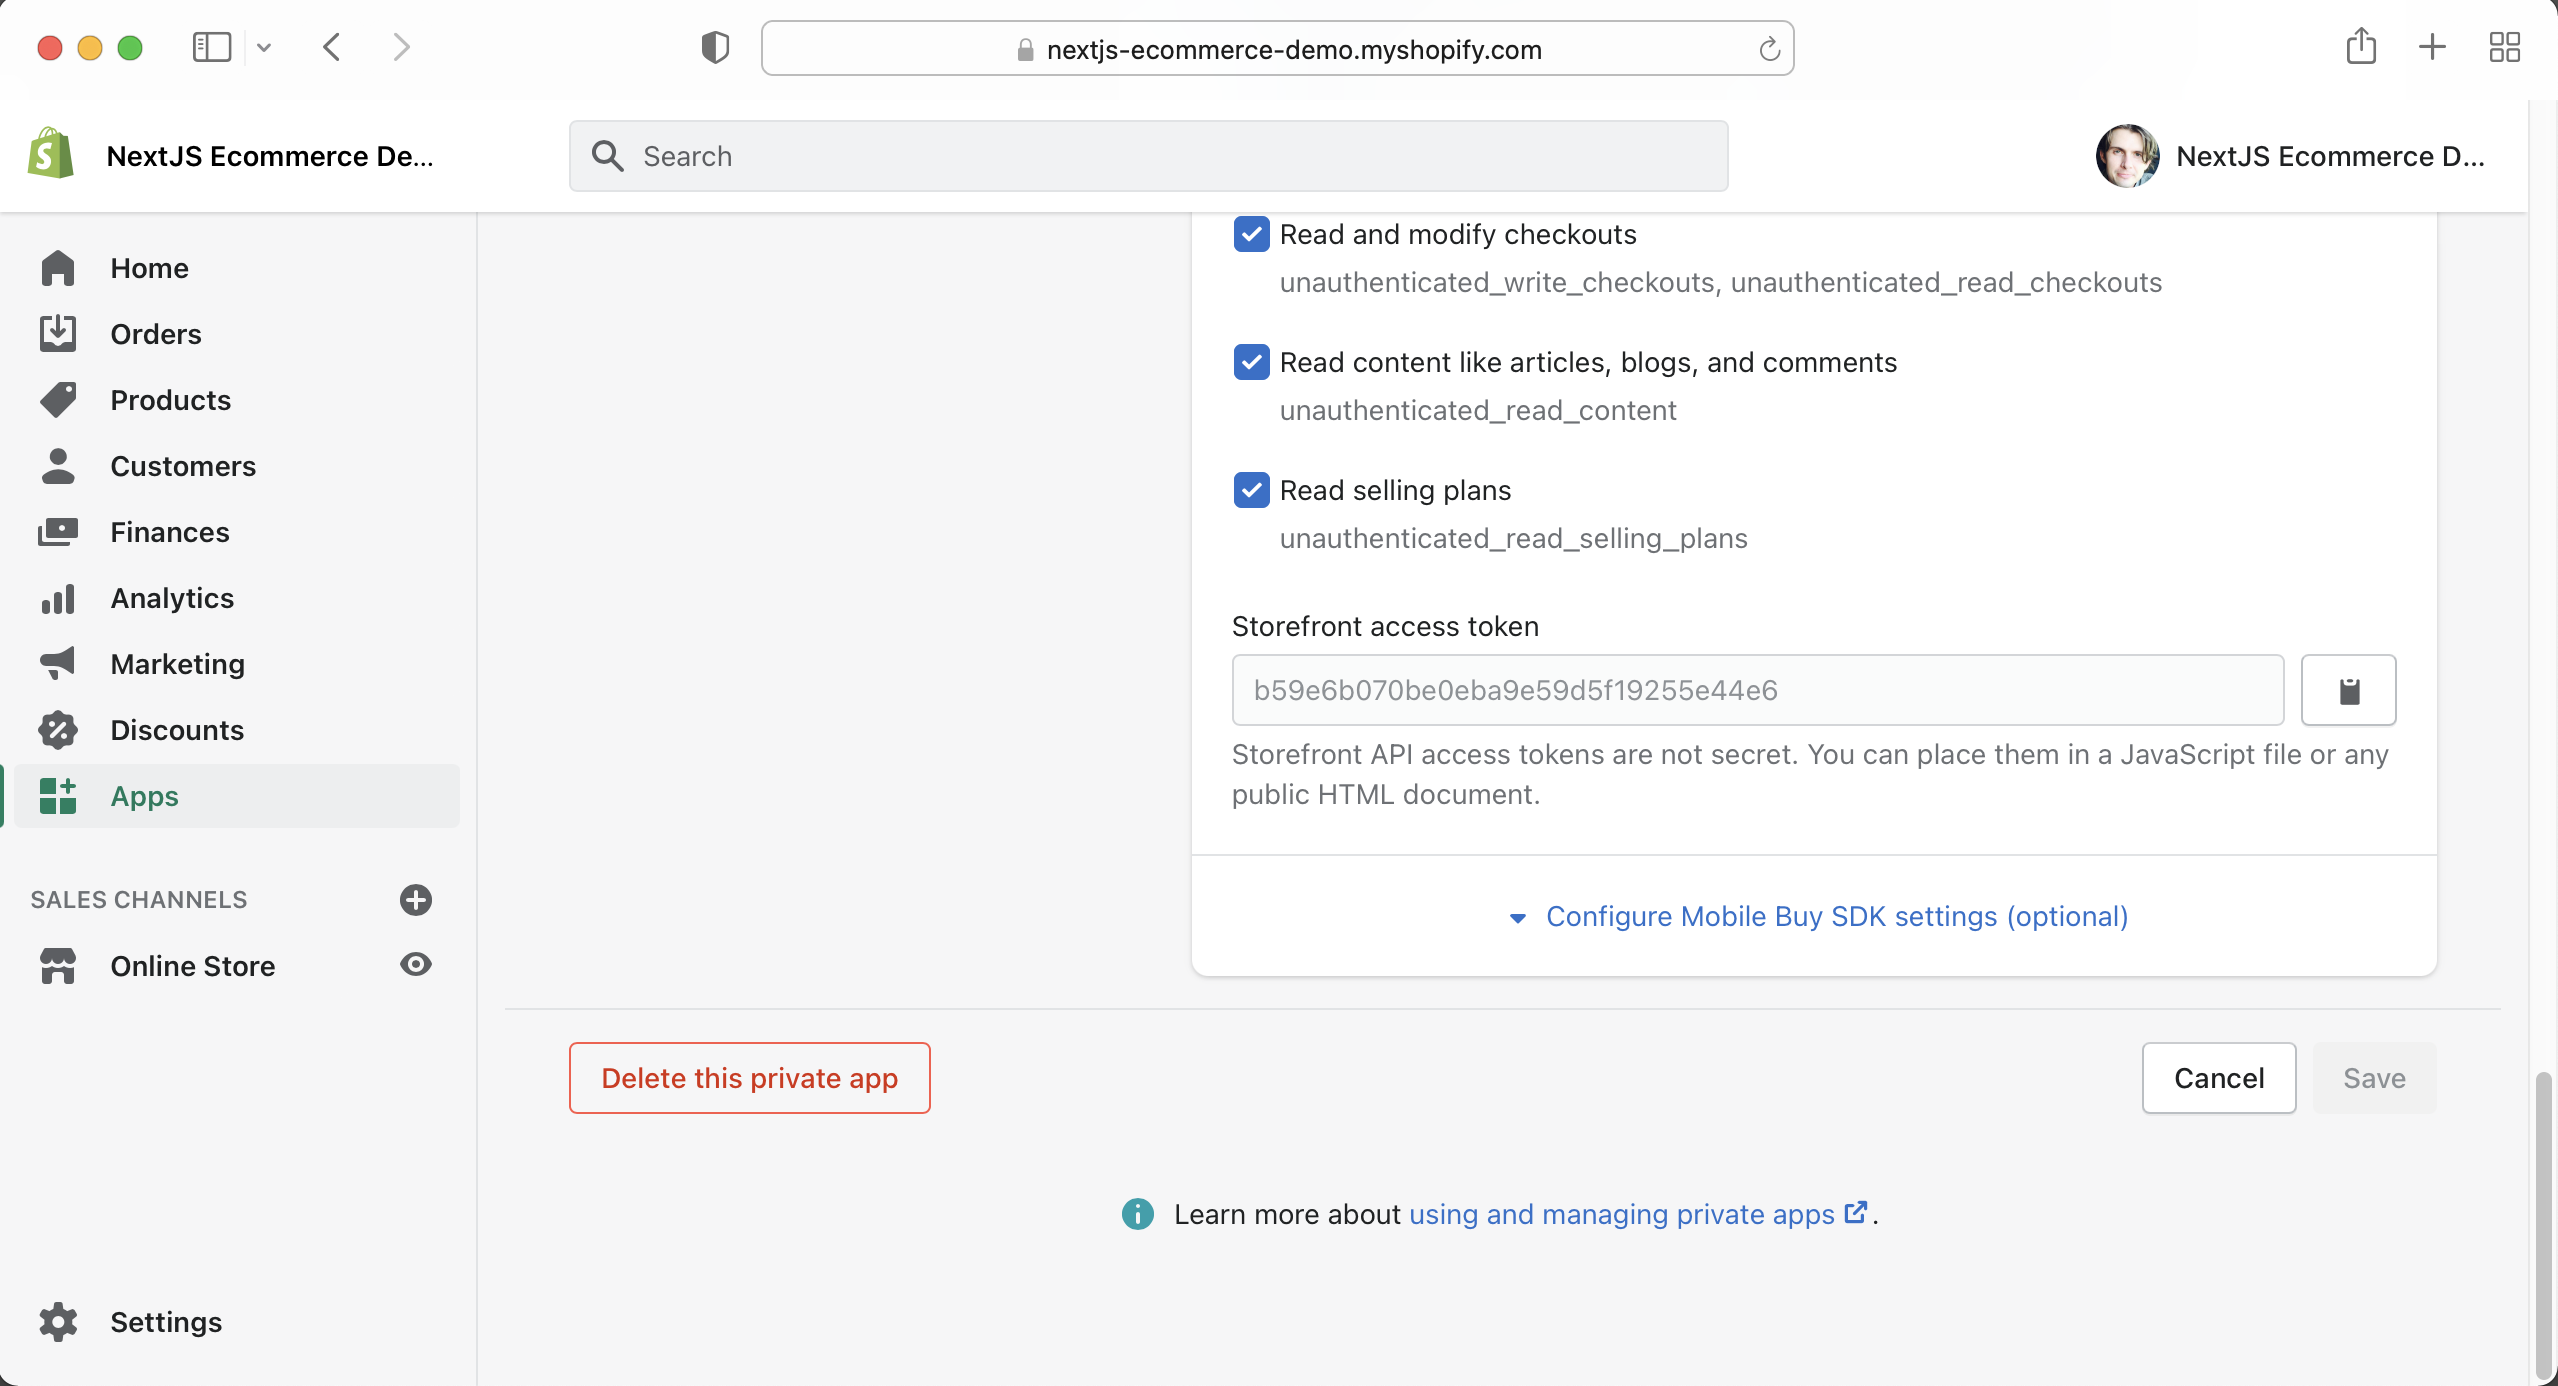 nextjs-ecommerce-demo.myshopify.com
NextJS Ecommerce De...
Search
NextJS Ecommerce D...
Home
Orders
Products
Customers
Finances
Analytics
Marketing
Discounts
Apps
SALES CHANNELS
Online Store
Settings
Read and modify checkouts
unauthenticated_write_checkouts, unauthenticated_read_checkouts
Read content like articles, blogs, and comments
unauthenticated_read_content
Read selling plans
unauthenticated_read_selling_plans
Storefront access token
b59e6b070be0eba9e59d5f19255e44e6
Storefront API access tokens are not secret. You can place them in a JavaScript file or any
public HTML document.
Configure Mobile Buy SDK settings (optional)
Delete this private app
Cancel
Save
Learn more about using and managing private apps.